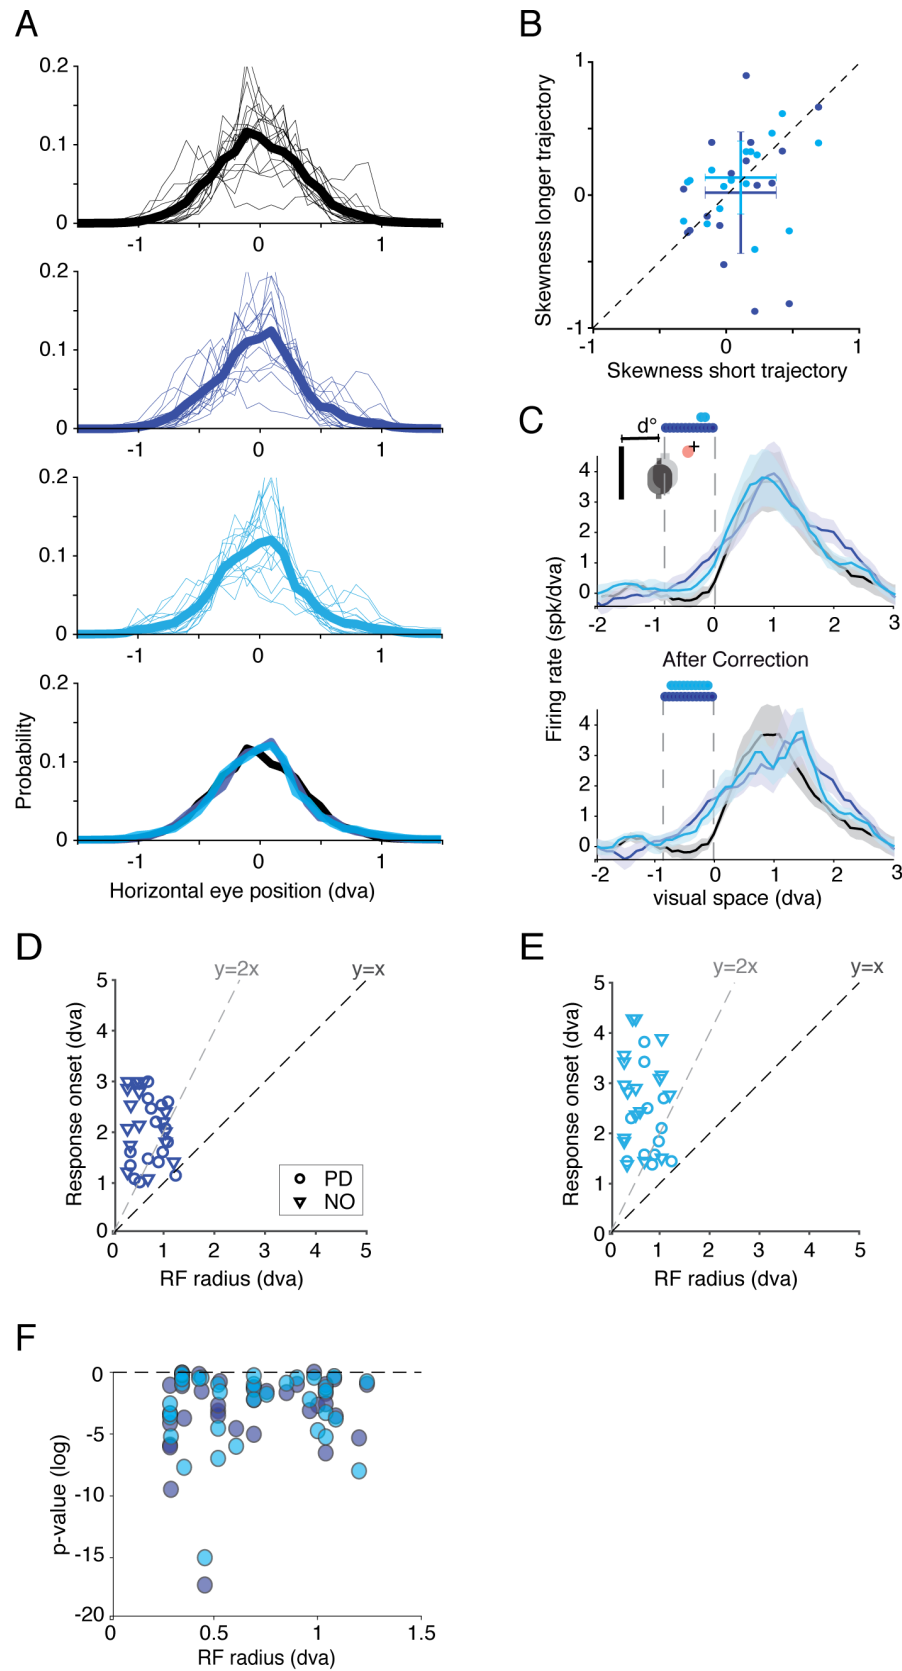 A
0.2
0.1
0
-1 0 1
0.2
0.1
0
-1 0 1
0.2
0.1
0
-1 0 1
0.2
0.1
0
-1 0 1
Probability
Horizontal eye position (dva)
B
1
0
-1
-1 0 1
Skewness longer trajectory
Skewness short trajectory
C
d°
+
4
3
2
1
0
-2 -1 0 1 2 3
After Correction
4
3
2
1
0
-2 -1 0 1 2 3
Firing rate (spk/dva)
visual space (dva)
D
y=2x y=x
5
4
3
2
1
0
0 1 2 3 4 5
PD
NO
Response onset (dva)
RF radius (dva)
E
y=2x y=x
5
4
3
2
1
0
0 1 2 3 4 5
Response onset (dva)
RF radius (dva)
F
0
-5
-10
-15
-20
0 0.5 1 1.5
p-value (log)
RF radius (dva)